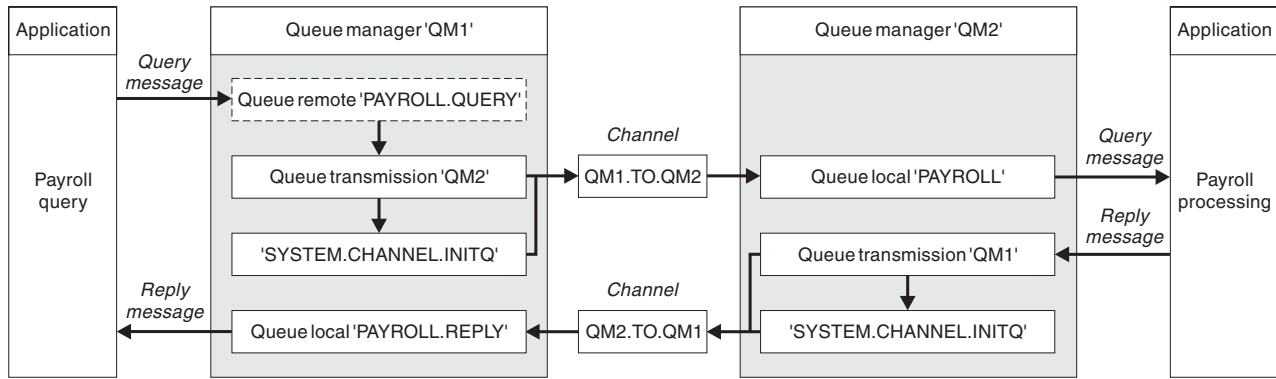 Application
Queue manager 'QM1'
Queue manager 'QM2'
Application
Query
message
Queue remote 'PAYROLL.QUERY'
Channel
Query
message
Payroll
query
Queue transmission 'QM2'
QM1.TO.QM2
Queue local 'PAYROLL'
Payroll
processing
Reply
message
'SYSTEM.CHANNEL.INITQ'
Queue transmission 'QM1'
Reply
message
Channel
Queue local 'PAYROLL.REPLY'
QM2.TO.QM1
'SYSTEM.CHANNEL.INITQ'